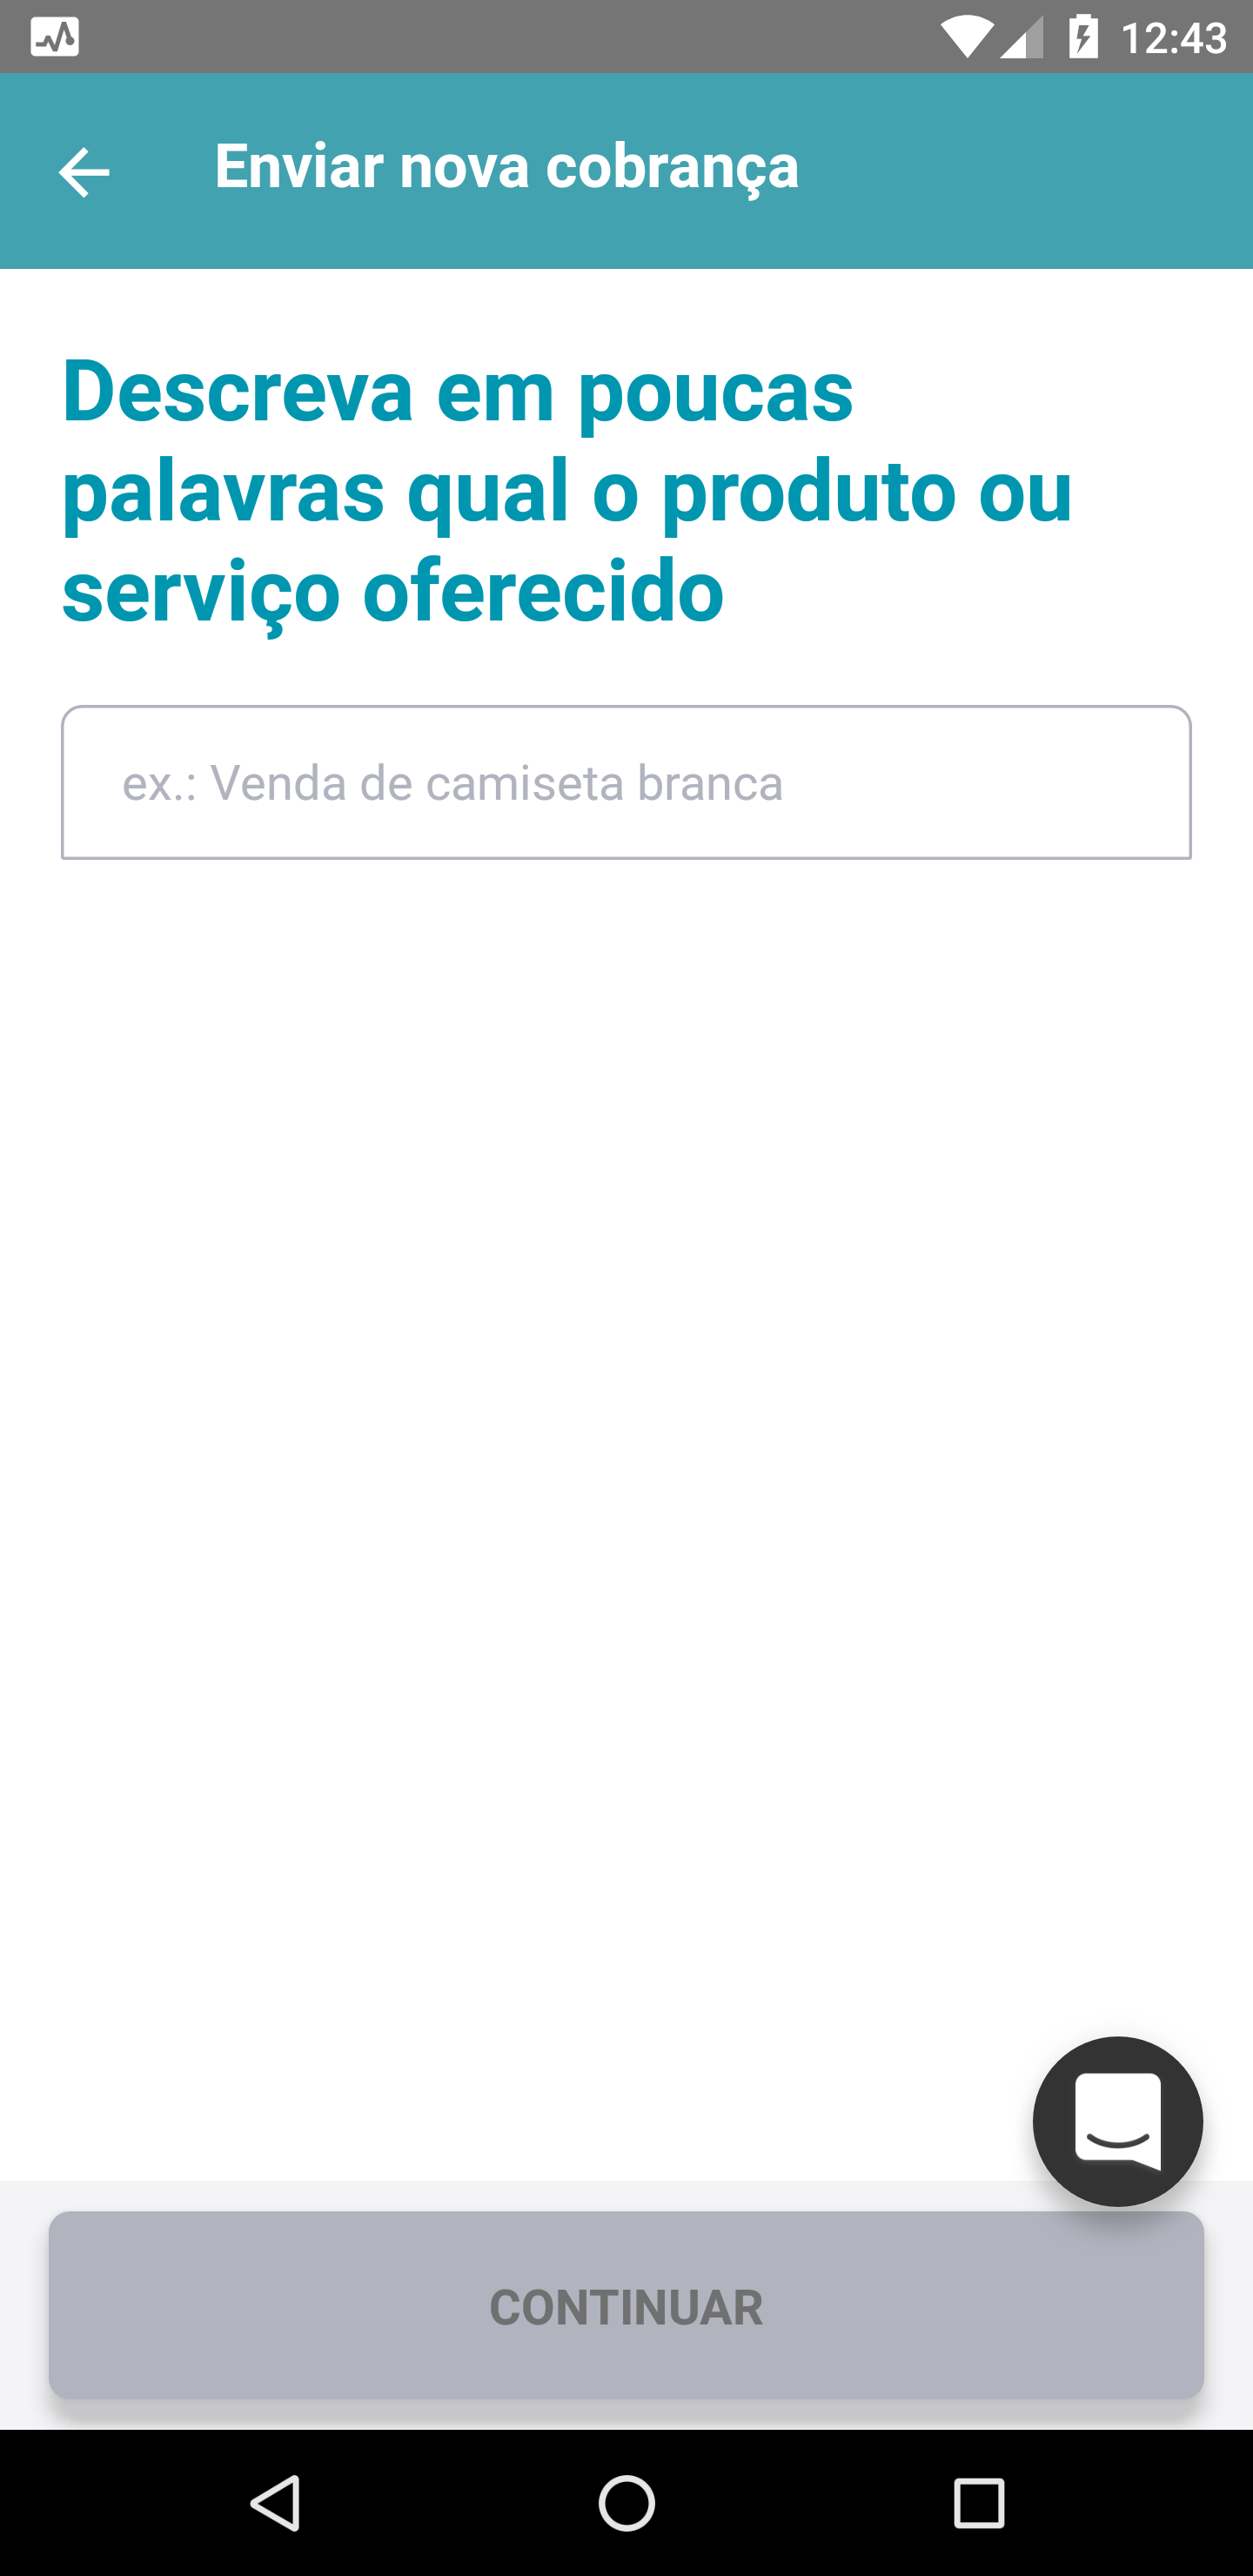 12:43
Enviar nova cobrança
Descreva em poucas
palavras qual o produto ou
serviço oferecido
ex.: Venda de camiseta branca
CONTINUAR